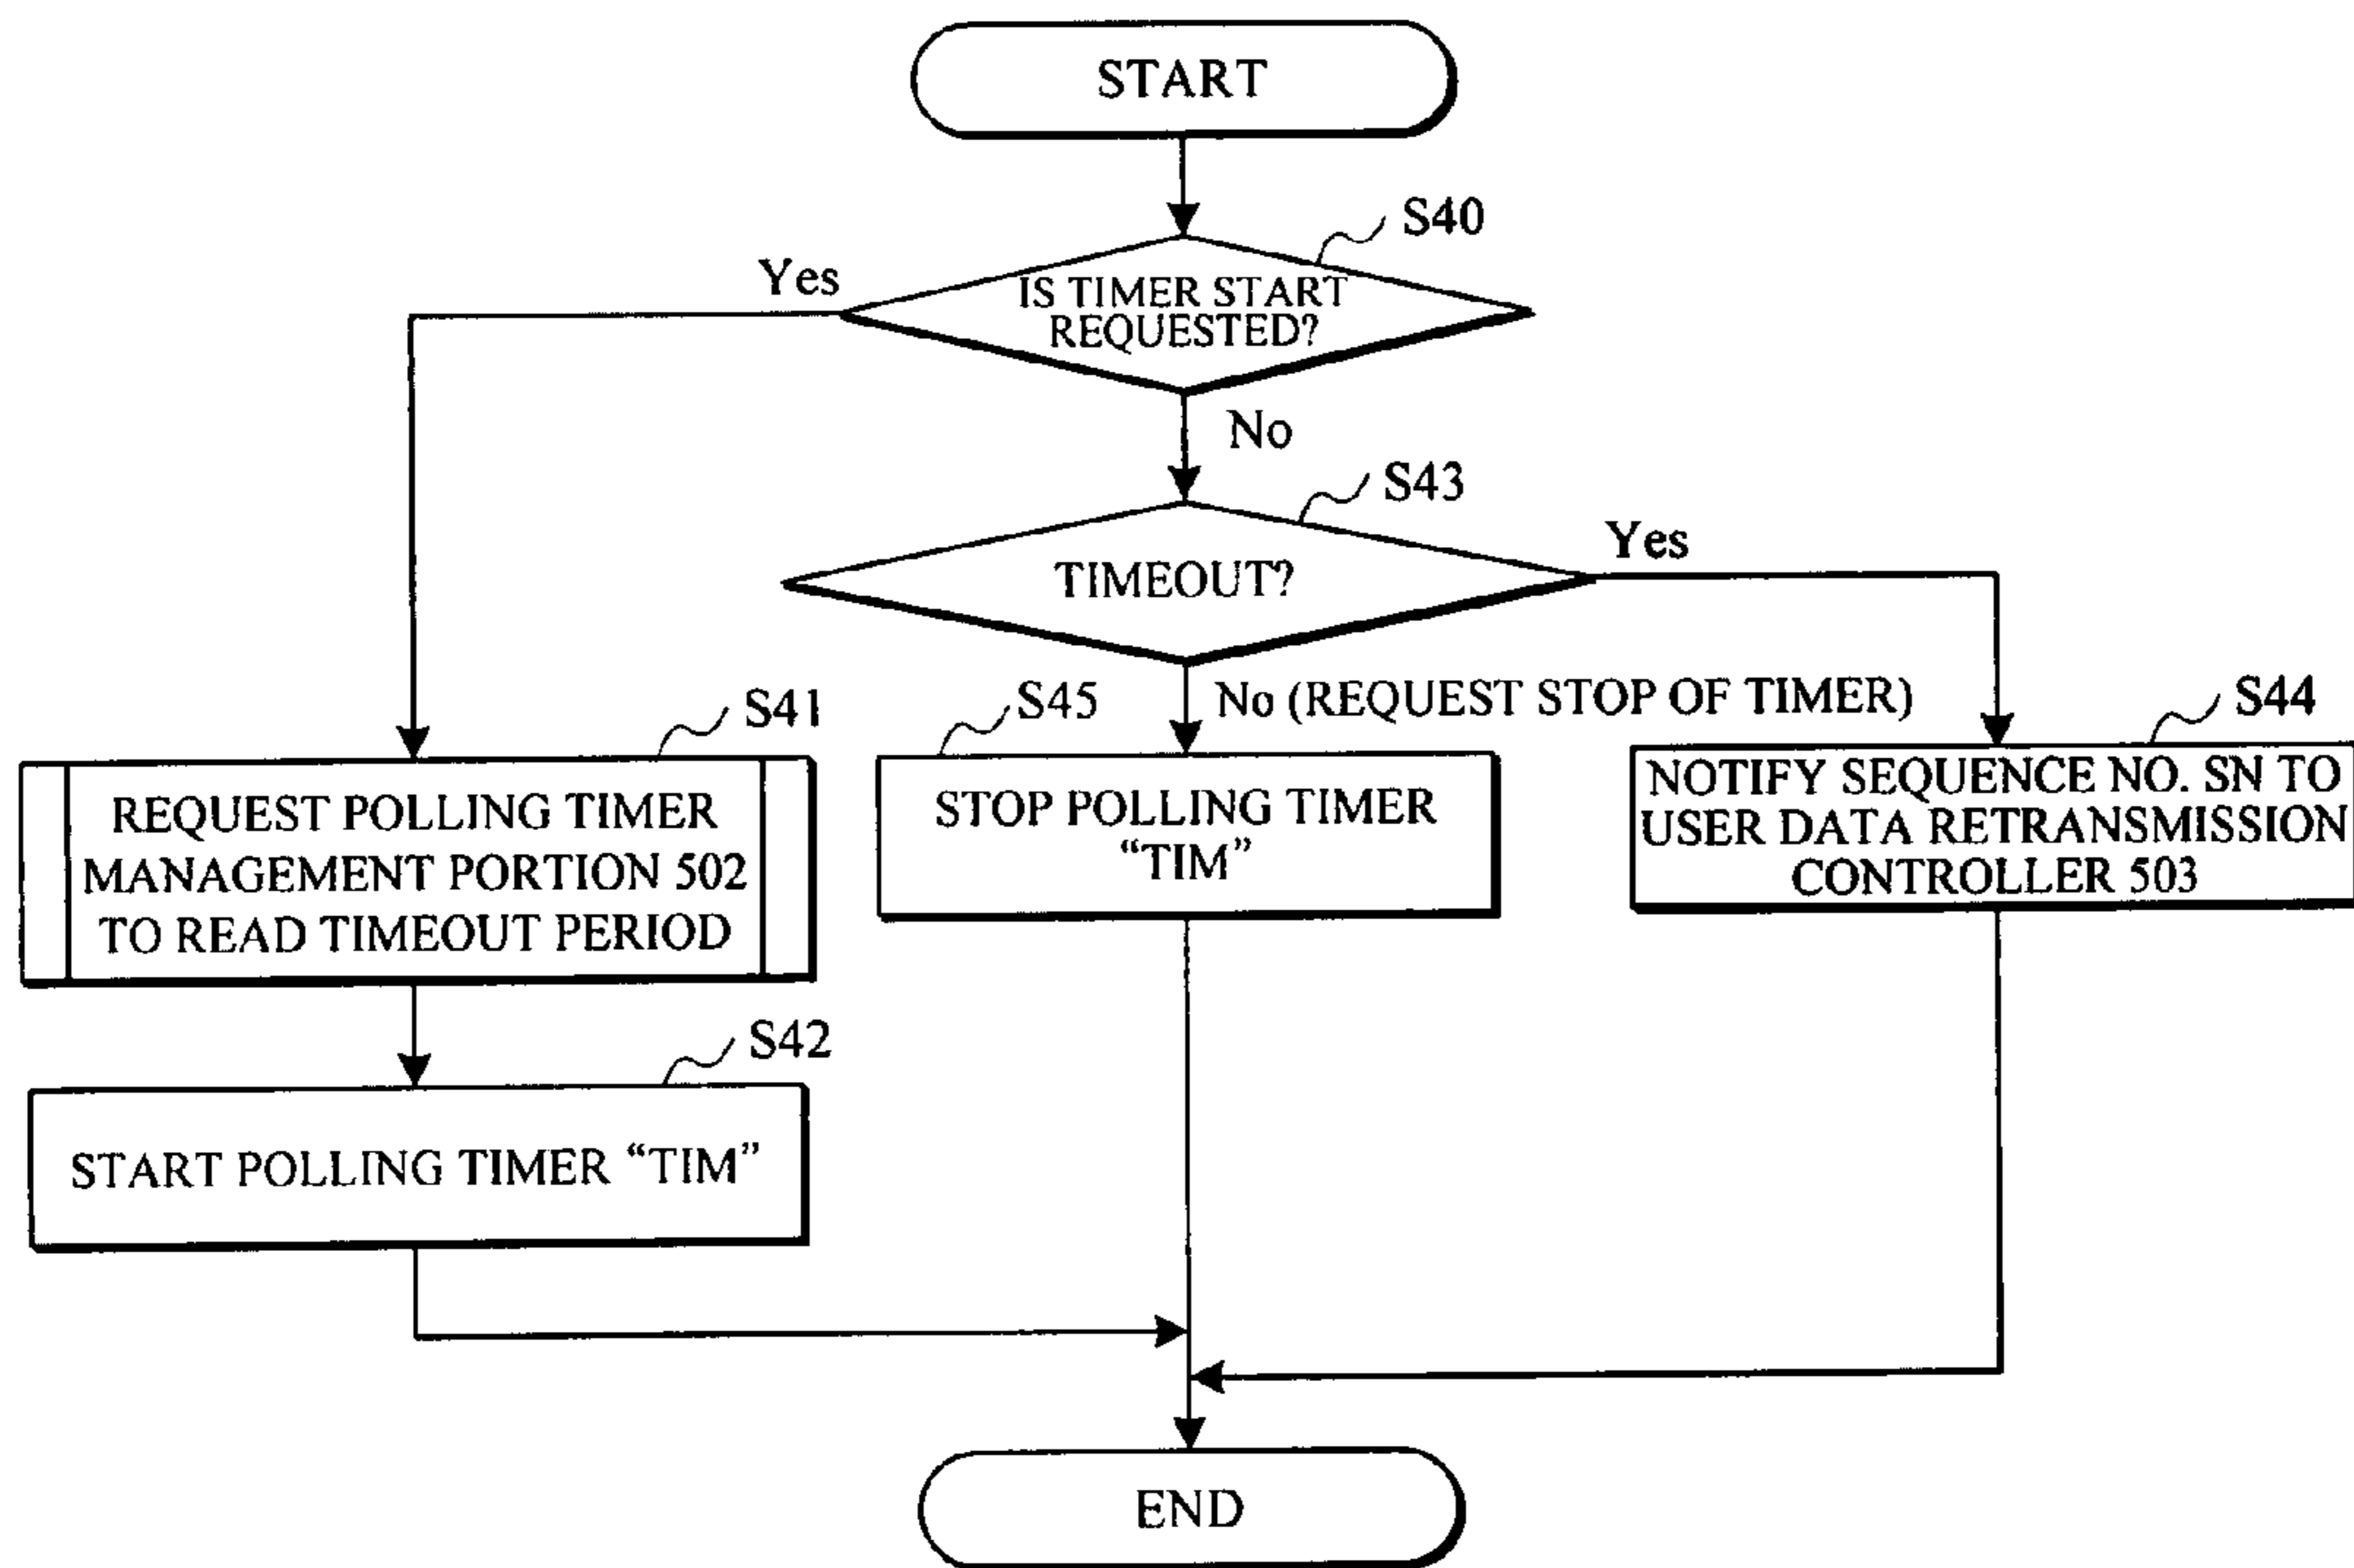 START
S40
Yes
IS TIMER START
REQUESTED?
No
S43
Yes
TIMEOUT?
S41
S45
No (REQUEST STOP OF TIMER)
S44
REQUEST POLLING TIMER
MANAGEMENT PORTION 502
TO READ TIMEOUT PERIOD
STOP POLLING TIMER
“TIM”
NOTIFY SEQUENCE NO. SN TO
USER DATA RETRANSMISSION
CONTROLLER 503
S42
START POLLING TIMER “TIM”
END